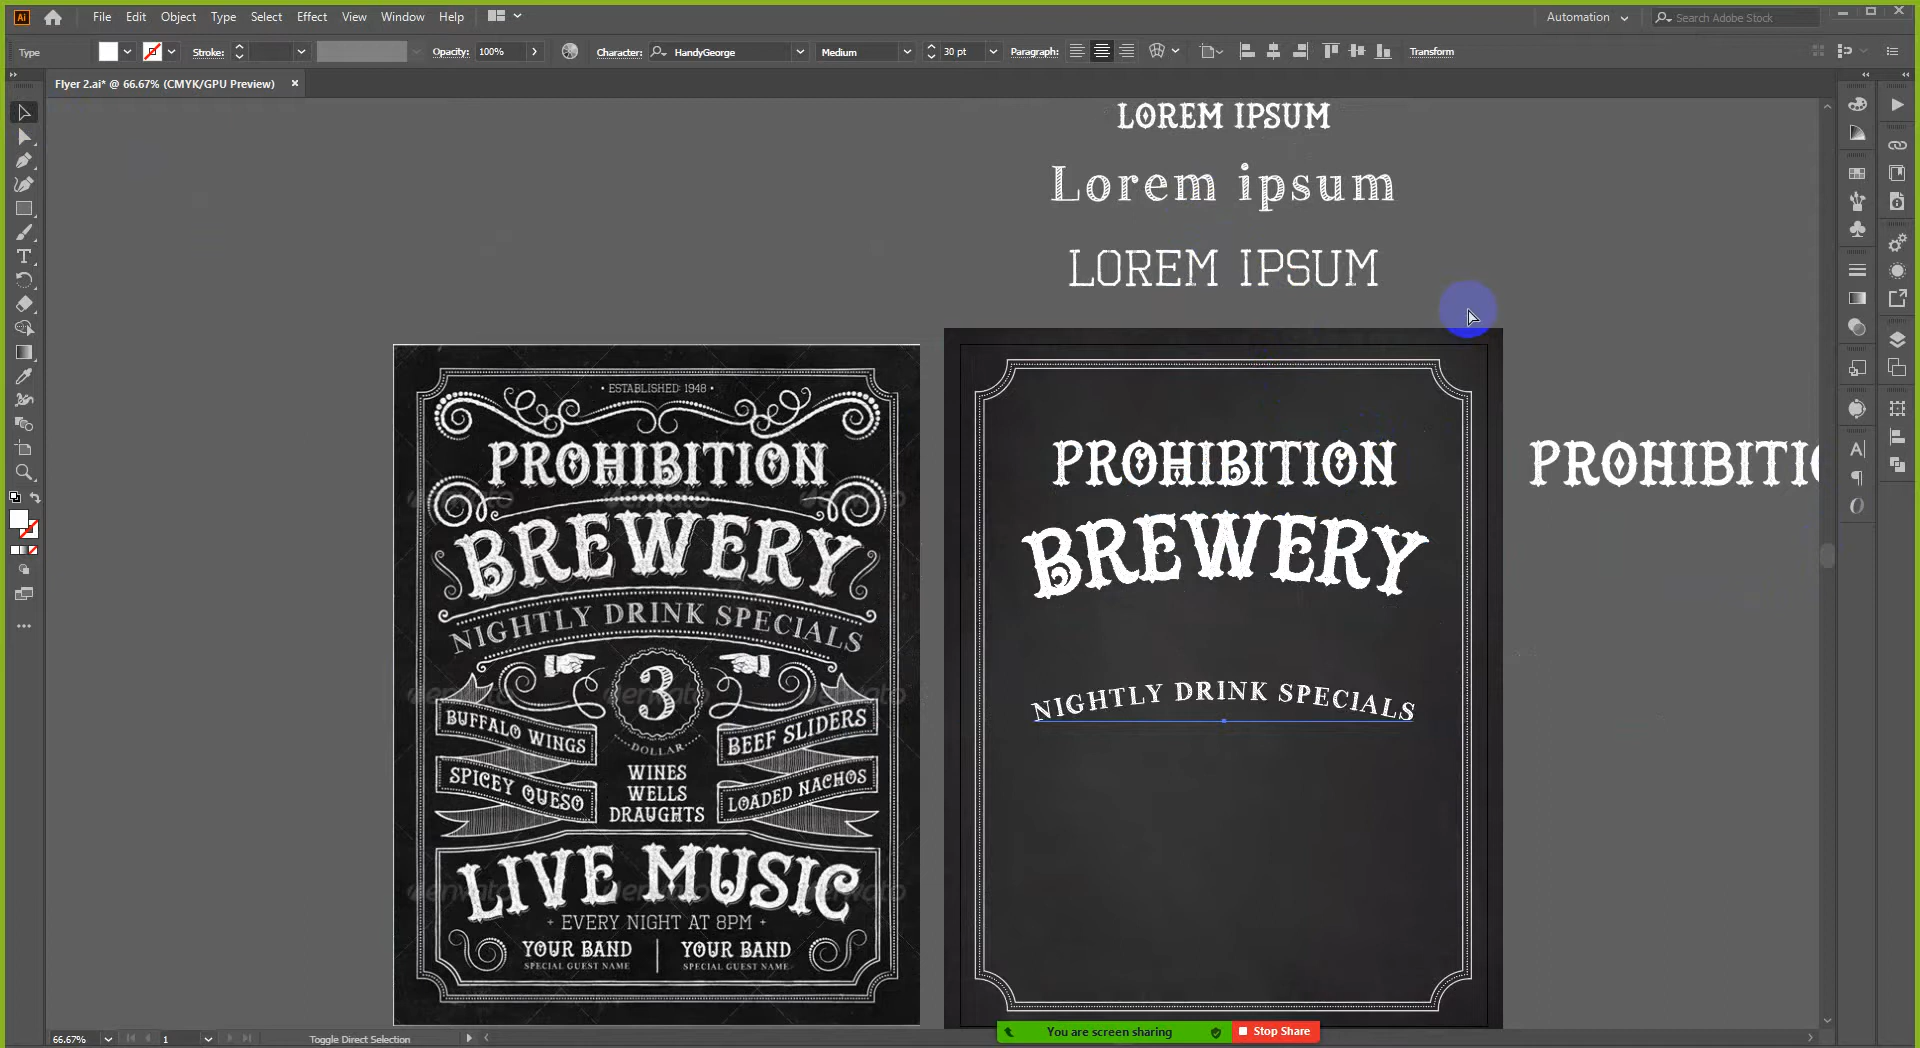 Ai File Edit Object Type Select Effect View Window Help Automation Search Adobe Stock
Type Stroke: Opacity: 100% Character: HandyGeorge Medium 30 pt Paragraph: Transform
Flyer 2.ai* @ 66.67% (CMYK/GPU Preview)
LOREM IPSUM
Lorem ipsum
LOREM IPSUM
• ESTABLISHED 1948 •
PROHIBITION
BREWERY
NIGHTLY DRINK SPECIALS
3
DOLLAR
BUFFALO WINGS
BEEF SLIDERS
SPICEY QUESO
LOADED NACHOS
WINES
WELLS
DRAUGHTS
LIVE MUSIC
+ EVERY NIGHT AT 8PM +
YOUR BAND
SPECIAL GUEST NAME
YOUR BAND
SPECIAL GUEST NAME
envato
envato
envato
PROHIBITION
BREWERY
NIGHTLY DRINK SPECIALS
PROHIBITIO
66.67% 1 Toggle Direct Selection
You are screen sharing Stop Share